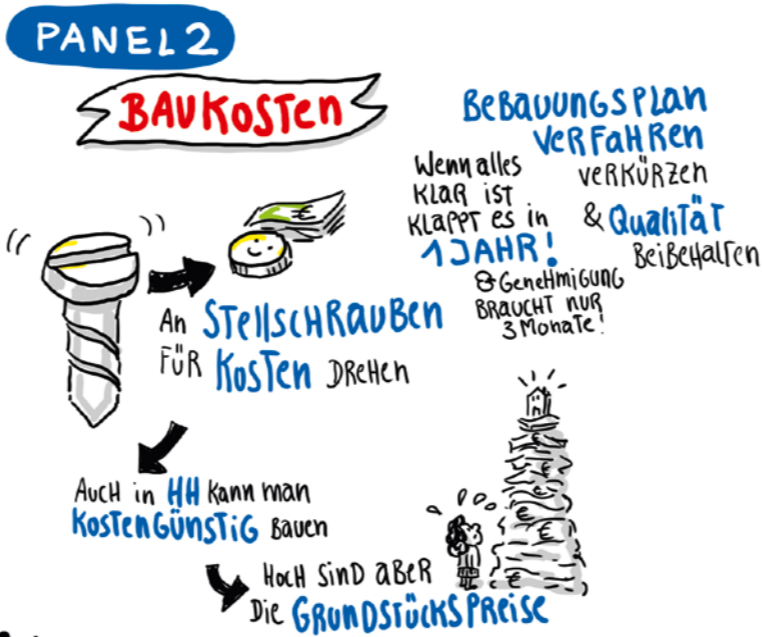 PANEL 2
BAUKOSTEN
BEBAUUNGSPLAN
VERFAHREN
VERKÜRZEN
& QUALITÄT
BEIBEHALTEN
Wenn alles
KLAR IST
KLAPPT ES in
1 JAHR!
& GENEHMIGUNG
BRAUCHT NUR
3 Monate!
€
An STELLSCHRAUBEN
FÜR KOSTEN DREHEN
AUCH in HH Kann man
KOSTENGÜNSTIG BAUEN
HOCH SIND ABER
Die GRUNDSTÜCKSPREISE
€
€
€
€